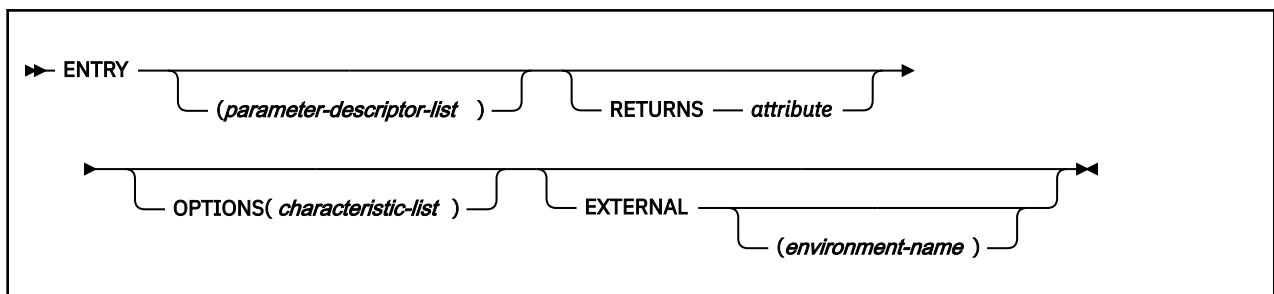 ENTRY
(parameter-descriptor-list )
RETURNS attribute
OPTIONS( characteristic-list )
EXTERNAL
(environment-name )